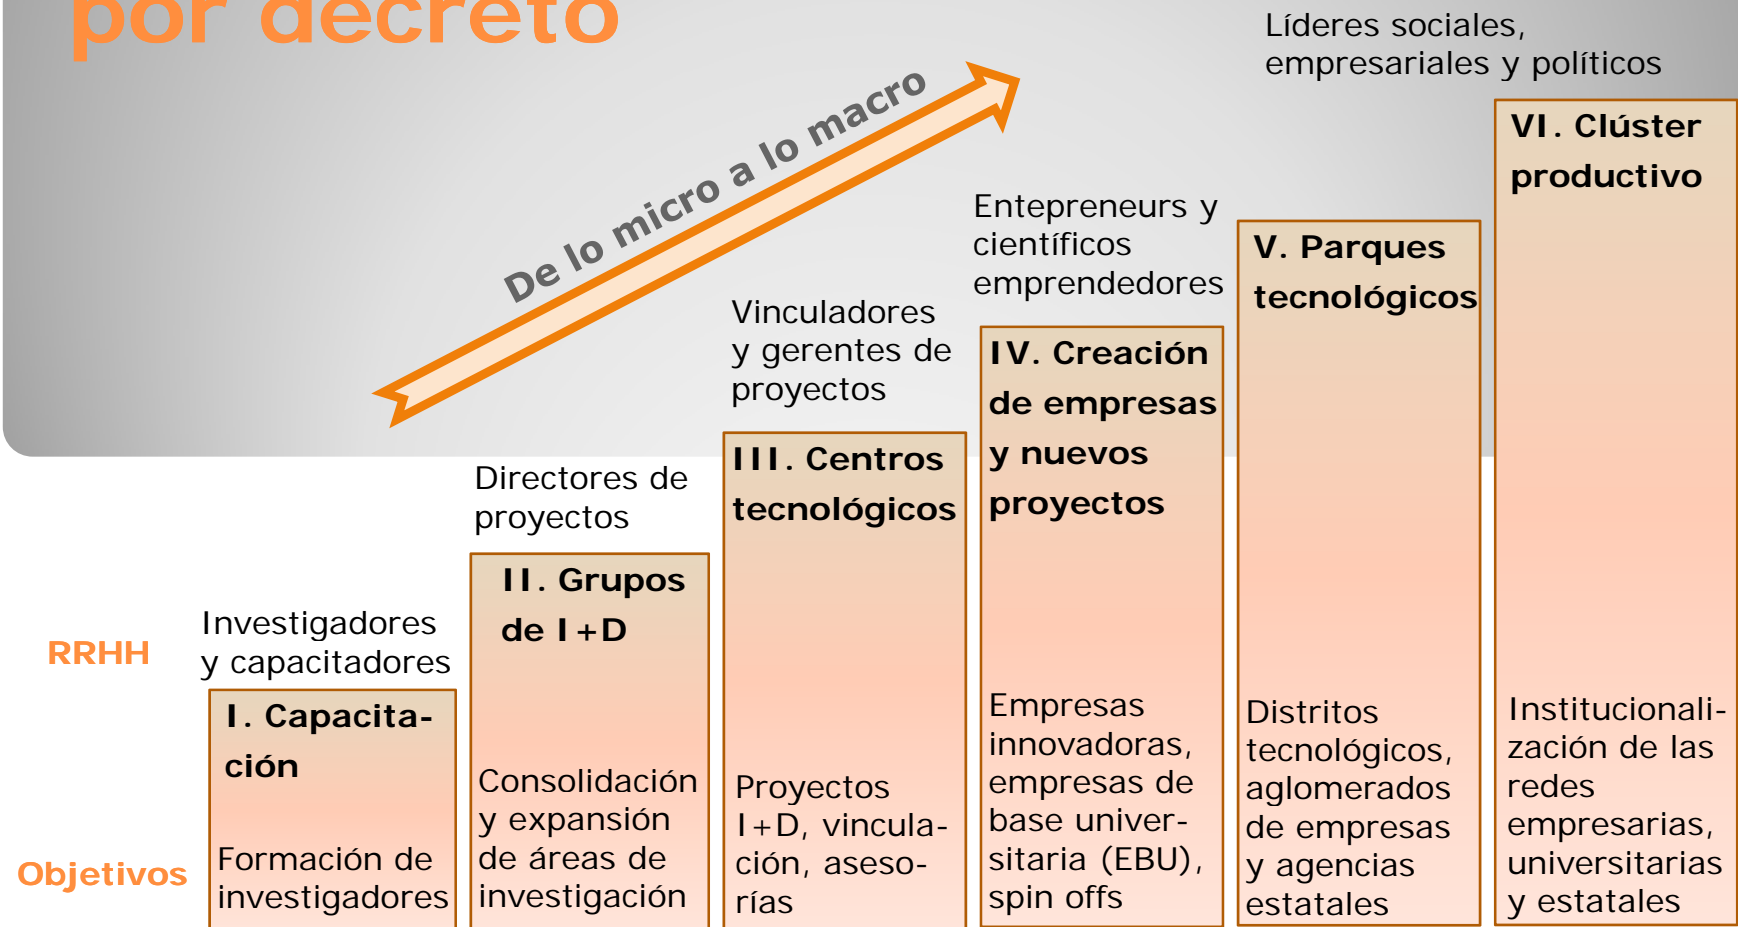 por decreto
De lo micro a lo macro
Líderes sociales,
empresariales y políticos
VI. Clúster
productivo
Institucionali-
zación de las
redes
empresarias,
universitarias
y estatales
V. Parques
tecnológicos
Distritos
tecnológicos,
aglomerados
de empresas
y agencias
estatales
Entepreneurs y
científicos
emprendedores
IV. Creación
de empresas
y nuevos
proyectos
Empresas
innovadoras,
empresas de
base univer-
sitaria (EBU),
spin offs
Vinculadores
y gerentes de
proyectos
III. Centros
tecnológicos
Proyectos
I+D, vincula-
ción, aseso-
rías
Directores de
proyectos
II. Grupos
de I+D
Consolidación
y expansión
de áreas de
investigación
RRHH
Investigadores
y capacitadores
I. Capacita-
ción
Objetivos
Formación de
investigadores